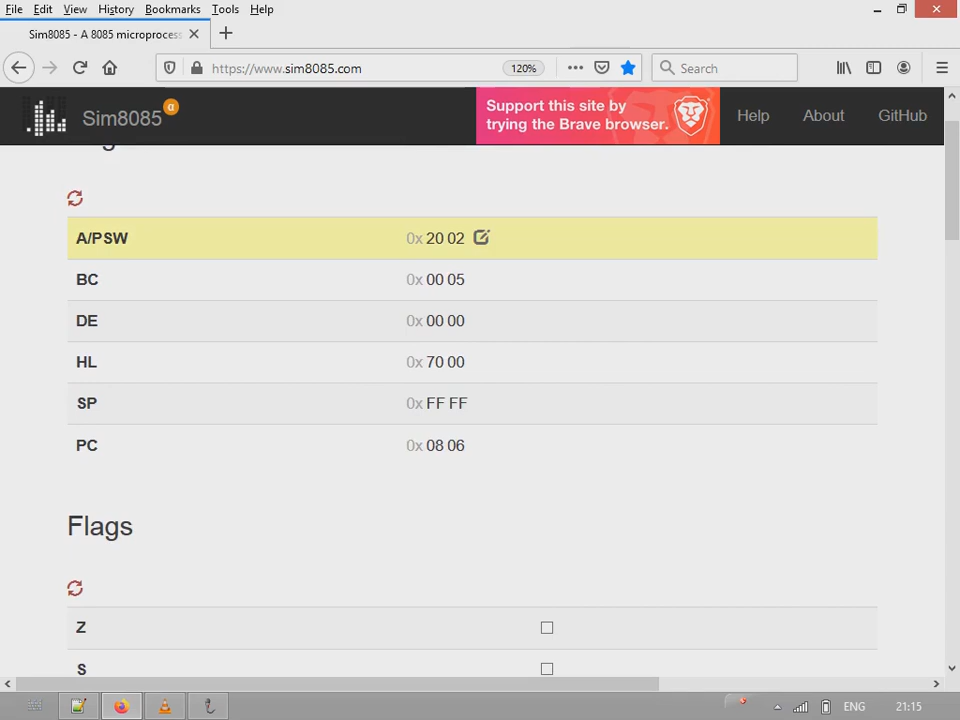 File Edit View History Bookmarks Tools Help
Sim8085 - A 8085 microprocess
https://www.sim8085.com 120% Search
Sim8085 α
Support this site by
trying the Brave browser.
Help About GitHub
A/PSW 0x 20 02
BC 0x 00 05
DE 0x 00 00
HL 0x 70 00
SP 0x FF FF
PC 0x 08 06
Flags
Z
S
ENG 21:15